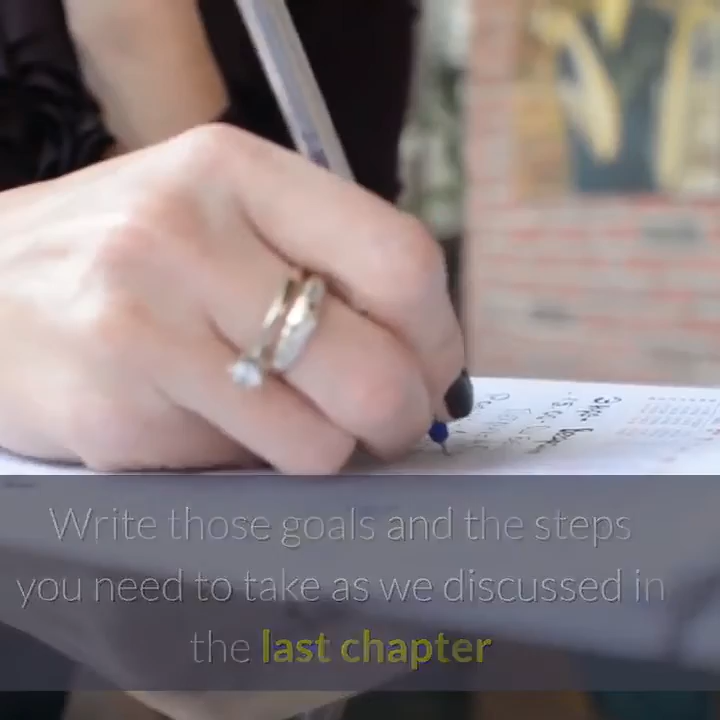 Write those goals and the steps
you need to take as we discussed in
the last chapter